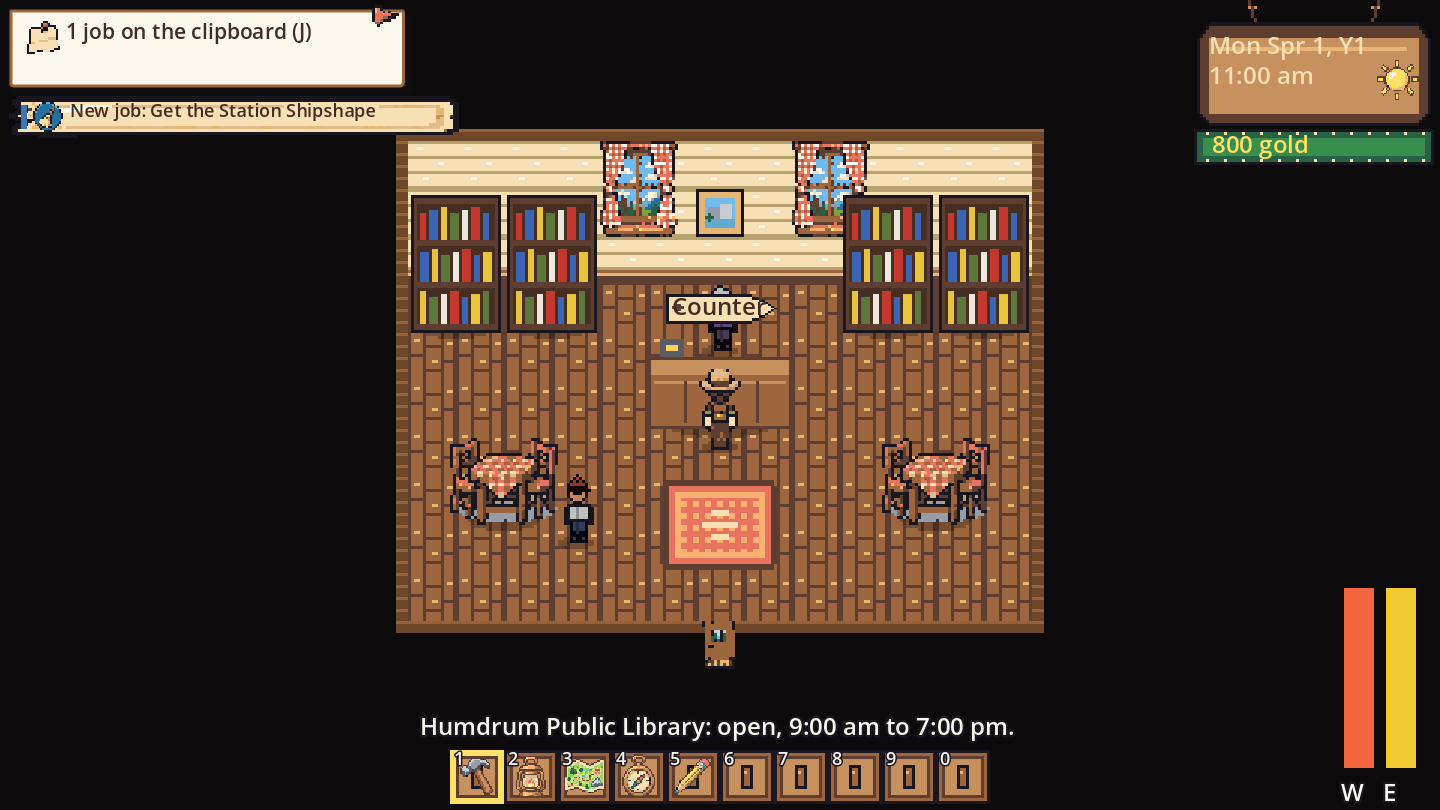 1 job on the clipboard (J)
New job: Get the Station Shipshape
Mon Spr 1, Y1
11:00 am
800 gold
Counte
Humdrum Public Library: open, 9:00 am to 7:00 pm.
1 2 3 4 5 6 7 8 9 0
W E